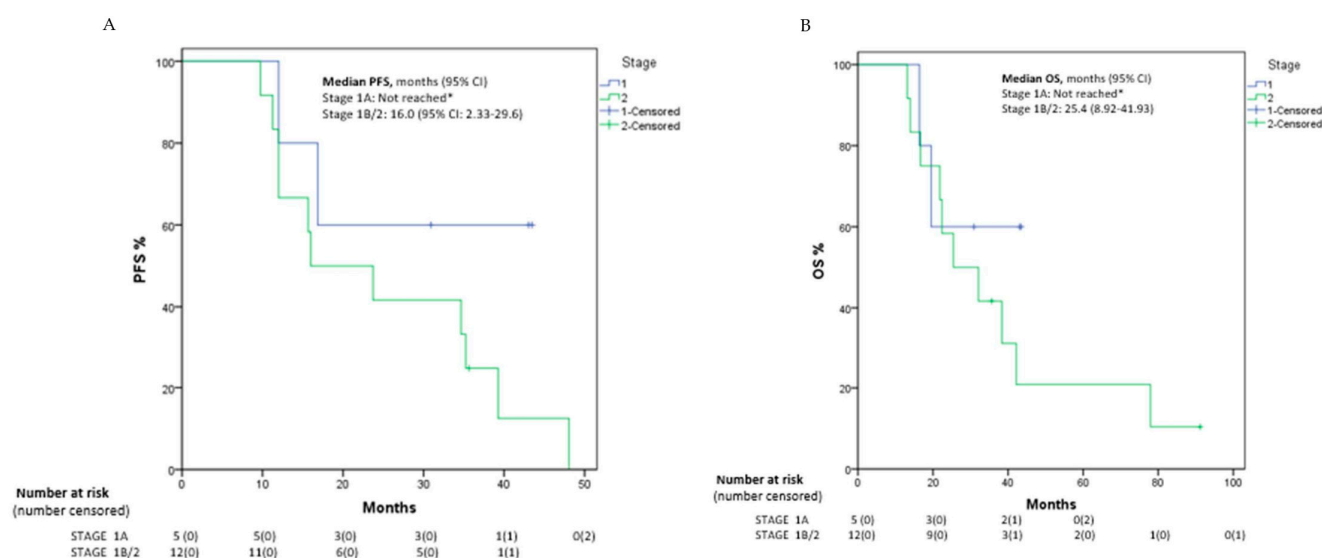 A
B
Median PFS, months (95% CI)
Stage 1A: Not reached*
Stage 1B/2: 16.0 (95% CI: 2.33-29.6)
Stage
1
2
1-Censored
2-Censored
PFS %
100
80
60
40
20
0
0 10 20 30 40 50
Months
Number at risk
(number censored)
STAGE 1A 5 (0) 5(0) 3(0) 3(0) 1(1) 0(2)
STAGE 1B/2 12(0) 11(0) 6(0) 5(0) 1(1)
Median OS, months (95% CI)
Stage 1A: Not reached*
Stage 1B/2: 25.4 (8.92-41.93)
Stage
1
2
1-Censored
2-Censored
OS %
100
80
60
40
20
0
0 20 40 60 80 100
Months
Number at risk
(number censored)
STAGE 1A 5 (0) 3(0) 2(1) 0(2)
STAGE 1B/2 12(0) 9(0) 3(1) 2(0) 1(0) 0(1)